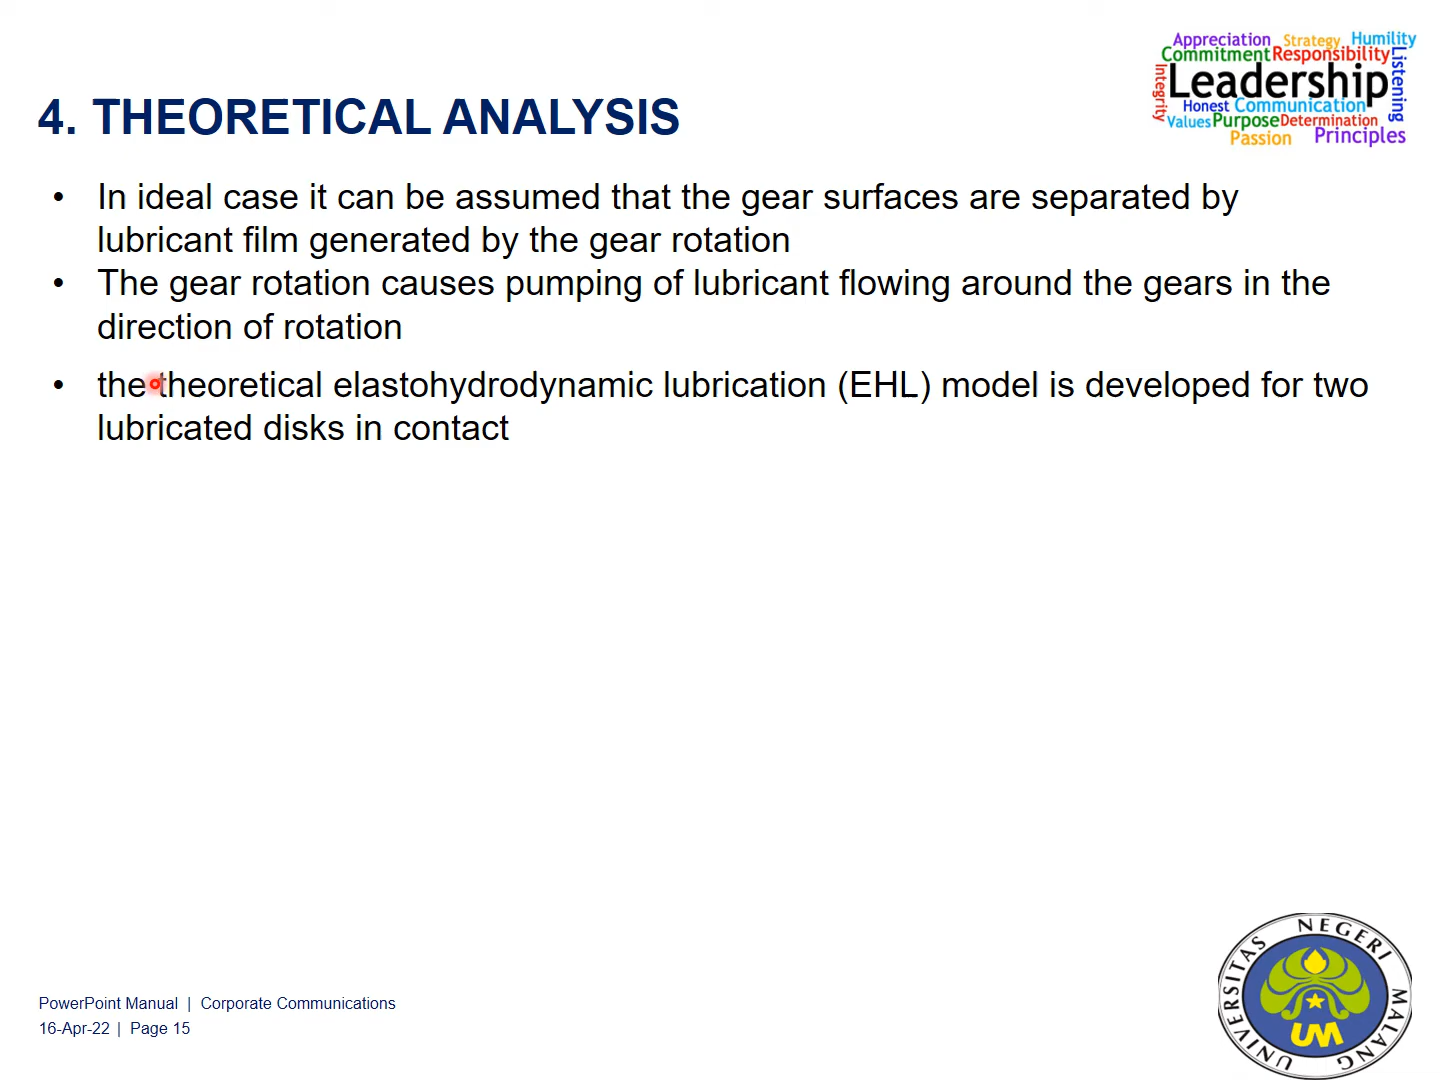 Appreciation Strategy Humility
Commitment Responsibility
Integrity
Leadership
Listening
Honest Communication
Values Purpose Determination
Passion Principles
4. THEORETICAL ANALYSIS
• In ideal case it can be assumed that the gear surfaces are separated by
lubricant film generated by the gear rotation
• The gear rotation causes pumping of lubricant flowing around the gears in the
direction of rotation
• the theoretical elastohydrodynamic lubrication (EHL) model is developed for two
lubricated disks in contact
PowerPoint Manual | Corporate Communications
16-Apr-22 | Page 15
UNIVERSITAS NEGERI MALANG
UM